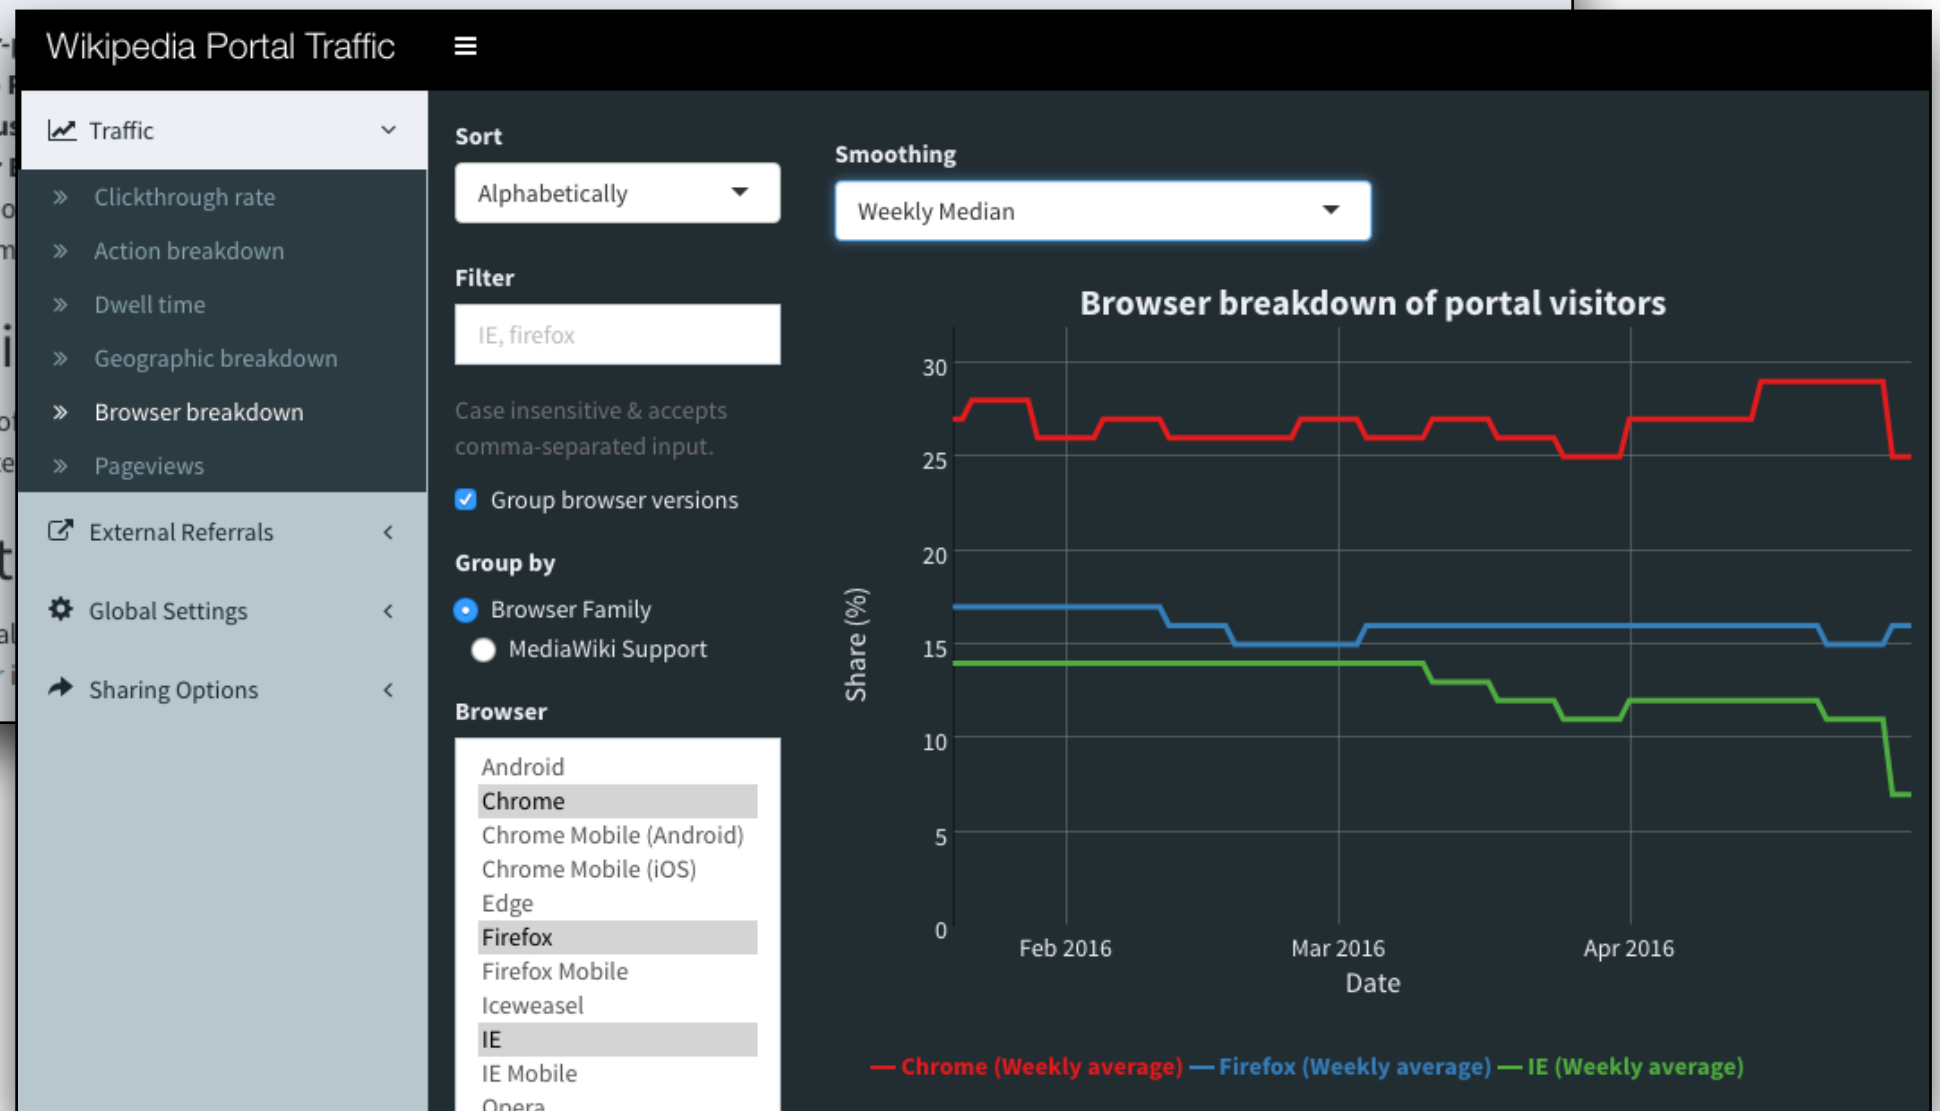 Wikipedia Portal Traffic
Traffic
Clickthrough rate
Action breakdown
Dwell time
Geographic breakdown
Browser breakdown
Pageviews
External Referrals
Global Settings
Sharing Options
Sort
Alphabetically
Filter
IE, firefox
Case insensitive & accepts
comma-separated input.
Group browser versions
Group by
Browser Family
MediaWiki Support
Browser
Android
Chrome
Chrome Mobile (Android)
Chrome Mobile (iOS)
Edge
Firefox
Firefox Mobile
Iceweasel
IE
IE Mobile
Opera
Smoothing
Weekly Median
Browser breakdown of portal visitors
30
25
20
15
10
5
0
Share (%)
Feb 2016 Mar 2016 Apr 2016
Date
Chrome (Weekly average) Firefox (Weekly average) IE (Weekly average)